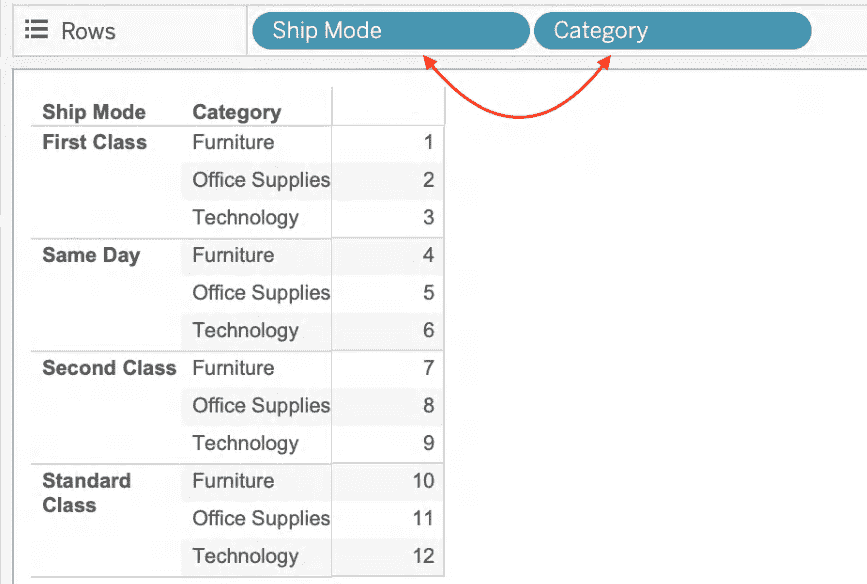 Rows Ship Mode Category
Ship Mode Category
First Class Furniture 1
Office Supplies 2
Technology 3
Same Day Furniture 4
Office Supplies 5
Technology 6
Second Class Furniture 7
Office Supplies 8
Technology 9
Standard Furniture 10
Class
Office Supplies 11
Technology 12